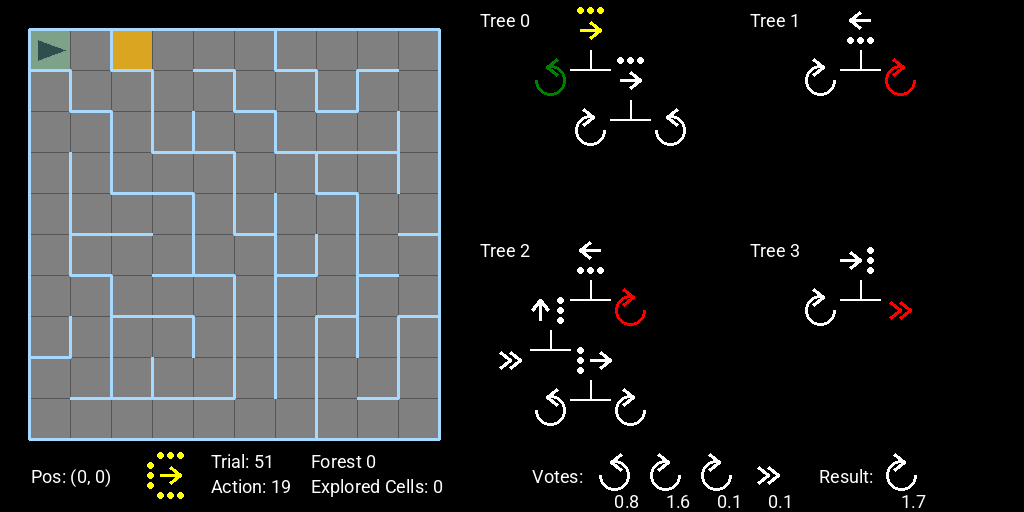 Tree 0
Tree 1
Tree 2
Tree 3
Pos: (0, 0)
Trial: 51
Forest 0
Action: 19
Explored Cells: 0
Votes:
0.8
1.6
0.1
0.1
Result:
1.7